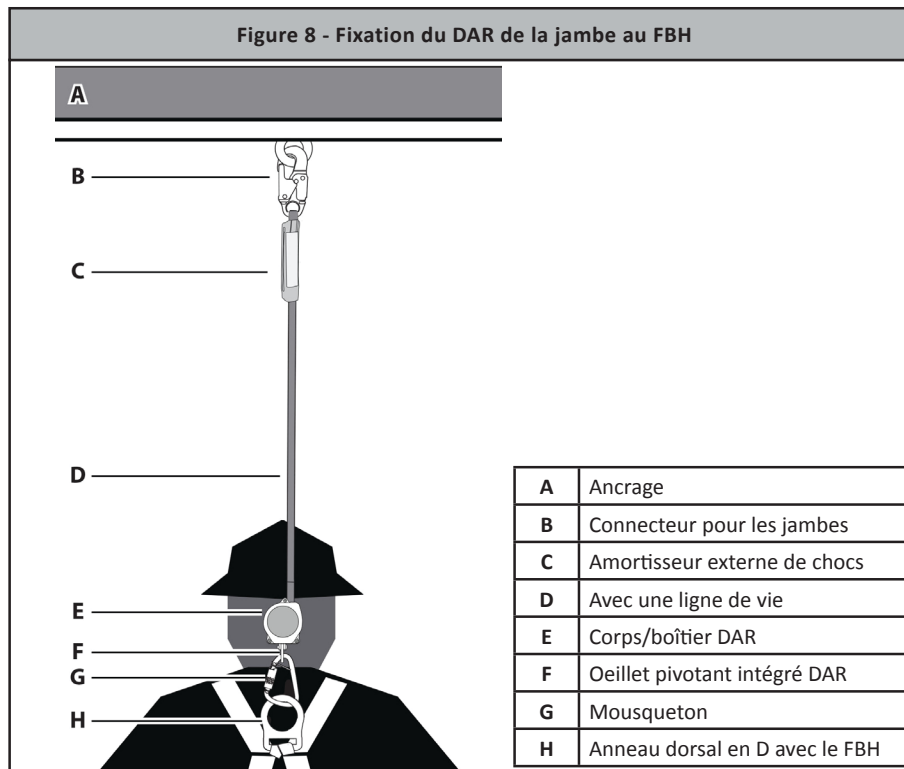 Figure 8 - Fixation du DAR de la jambe au FBH
A
B
C
D
E
F
G
H
A Ancrage
B Connecteur pour les jambes
C Amortisseur externe de chocs
D Avec une ligne de vie
E Corps/boîtier DAR
F Oeillet pivotant intégré DAR
G Mousqueton
H Anneau dorsal en D avec le FBH